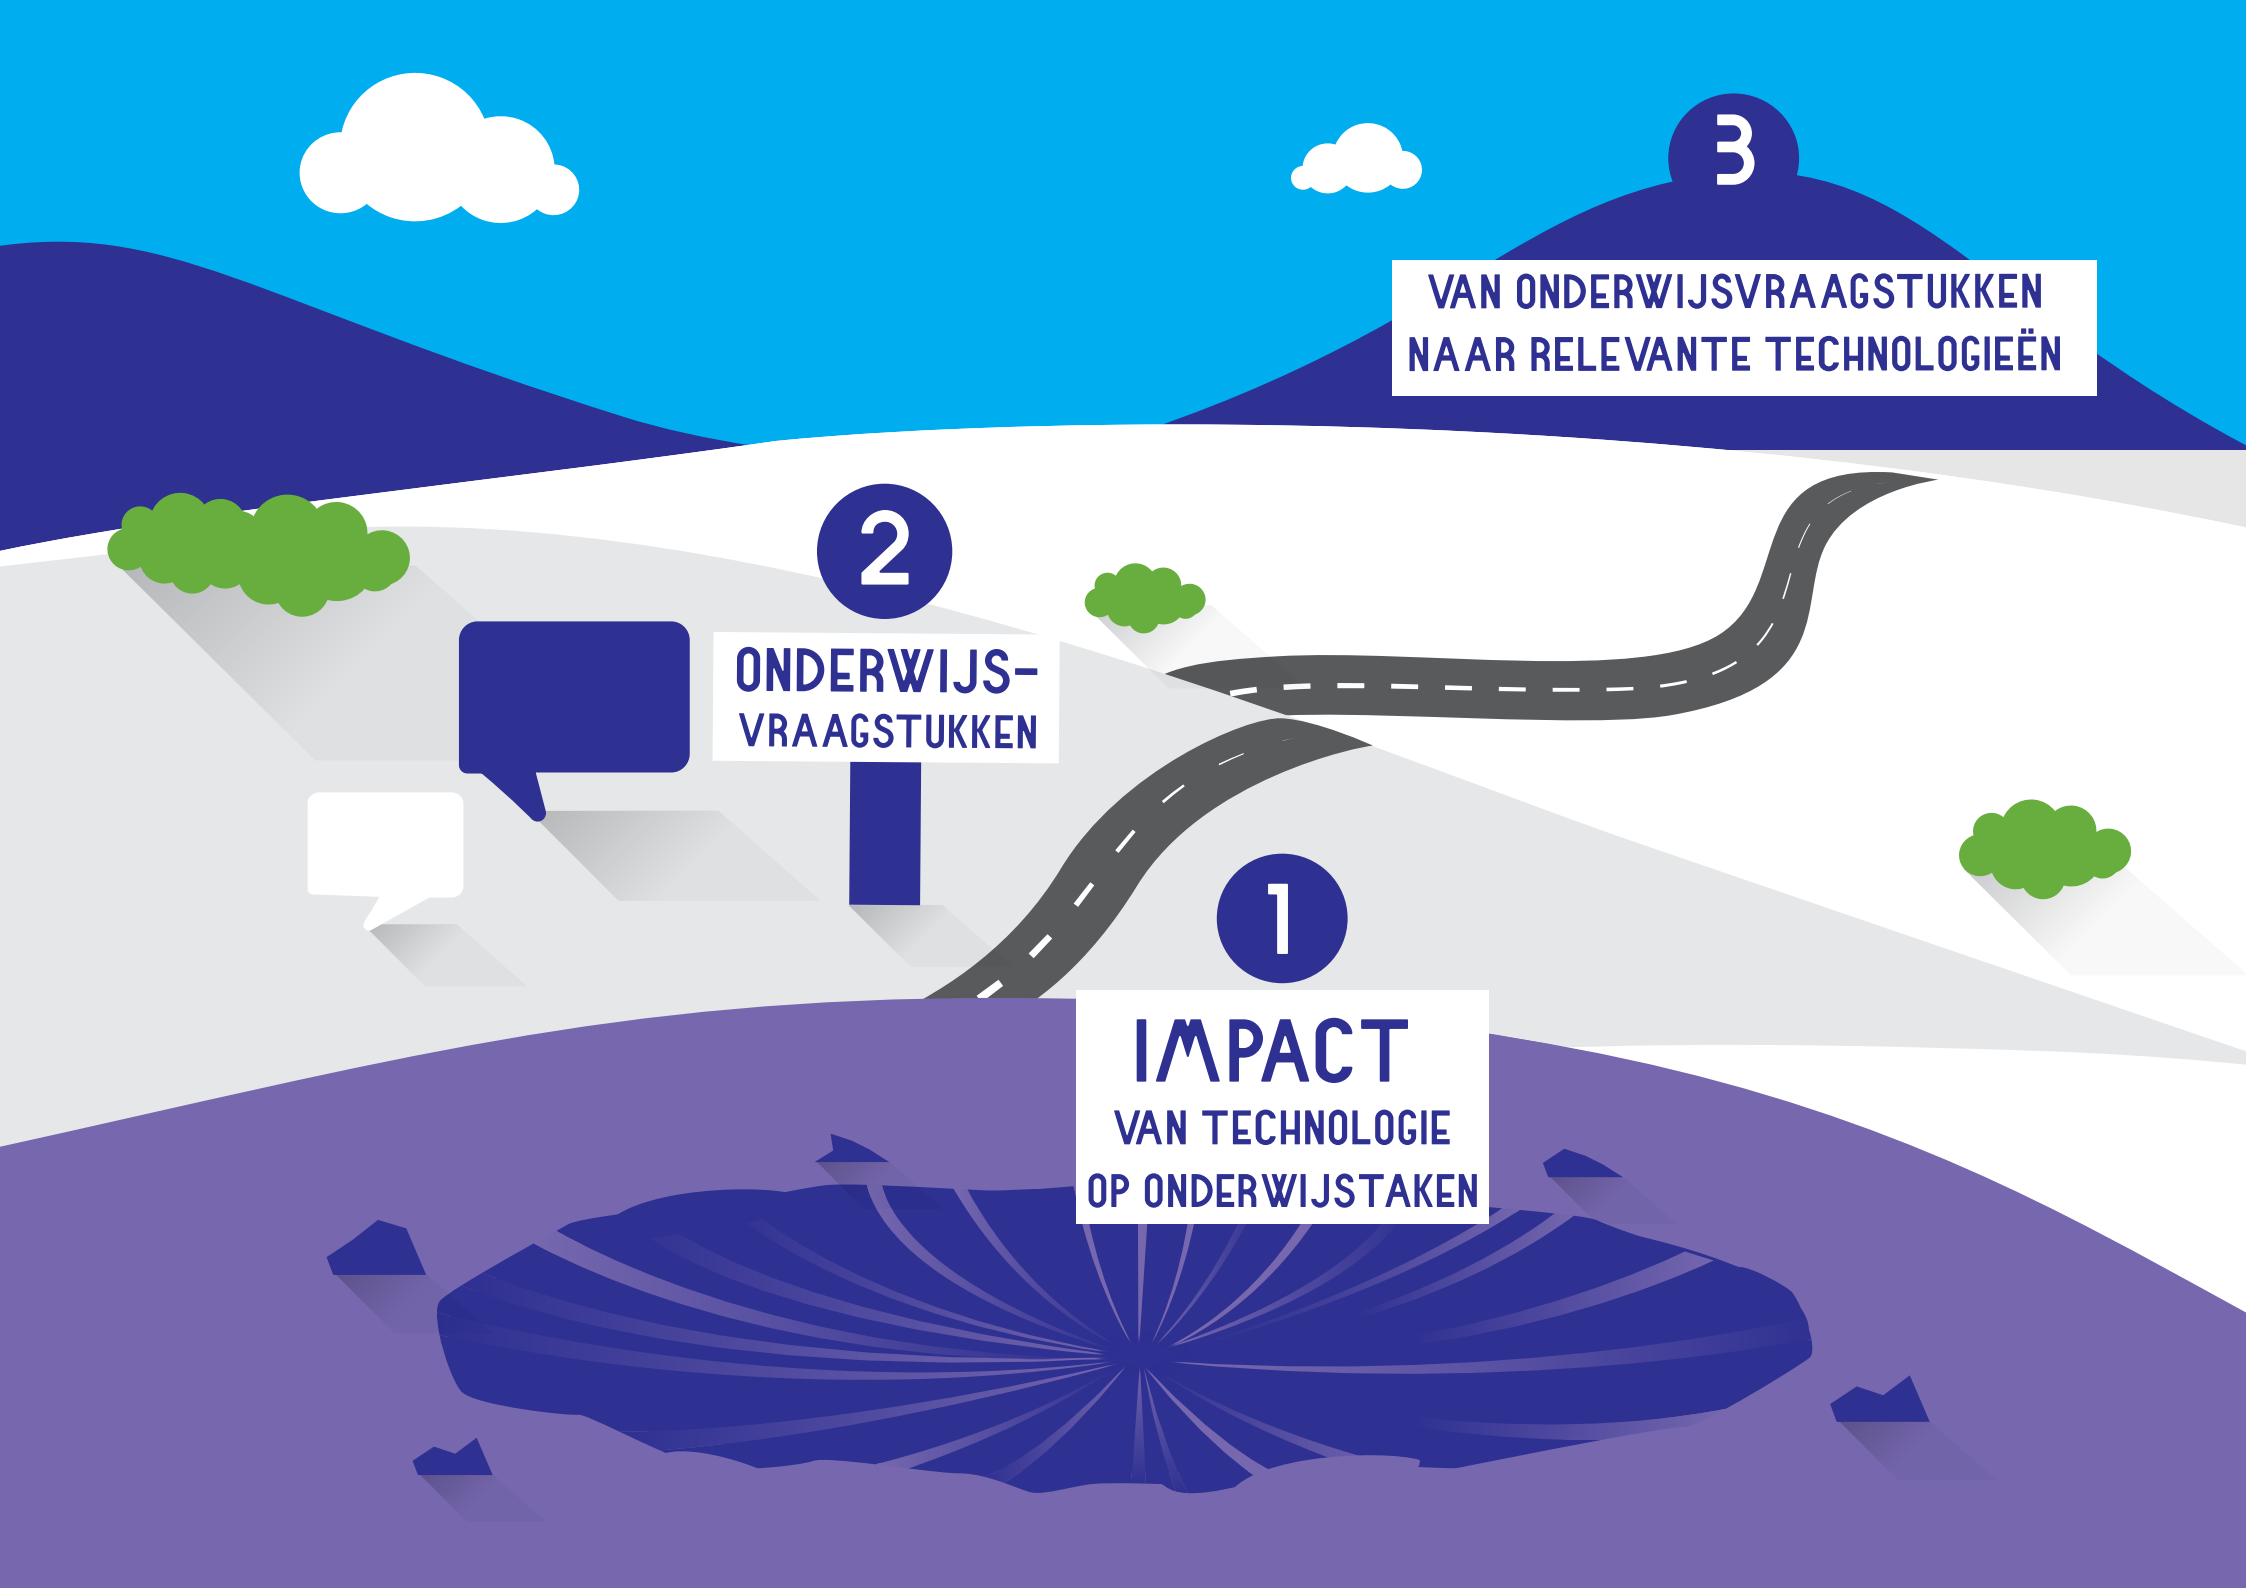 3
VAN ONDERWIJSVRAAGSTUKKEN
NAAR RELEVANTE TECHNOLOGIEËN
2
ONDERWIJS-
VRAAGSTUKKEN
1
IMPACT
VAN TECHNOLOGIE
OP ONDERWIJSTAKEN